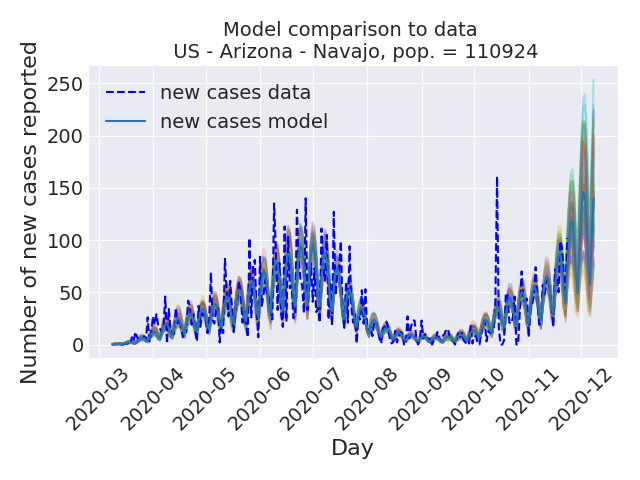 Model comparison to data
US - Arizona - Navajo, pop. = 110924
Number of new cases reported
250
200
150
100
50
0
new cases data
new cases model
2020-03
2020-04
2020-05
2020-06
2020-07
2020-08
2020-09
2020-10
2020-11
2020-12
Day